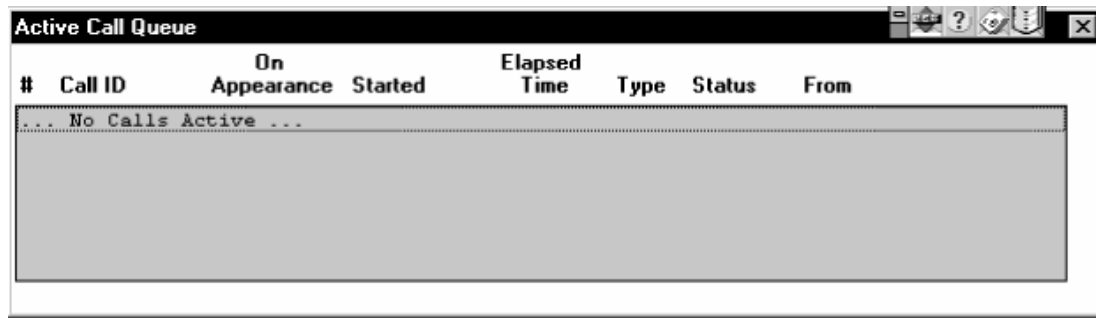 Active Call Queue
# Call ID On Appearance Started Elapsed Time Type Status From
... No Calls Active ...